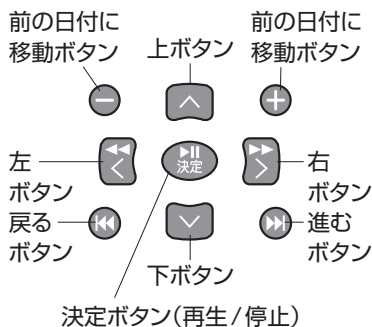 前の日付に
移動ボタン
上ボタン
前の日付に
移動ボタン
左
ボタン
決定
右
ボタン
戻る
ボタン
進む
ボタン
下ボタン
決定ボタン(再生/停止)